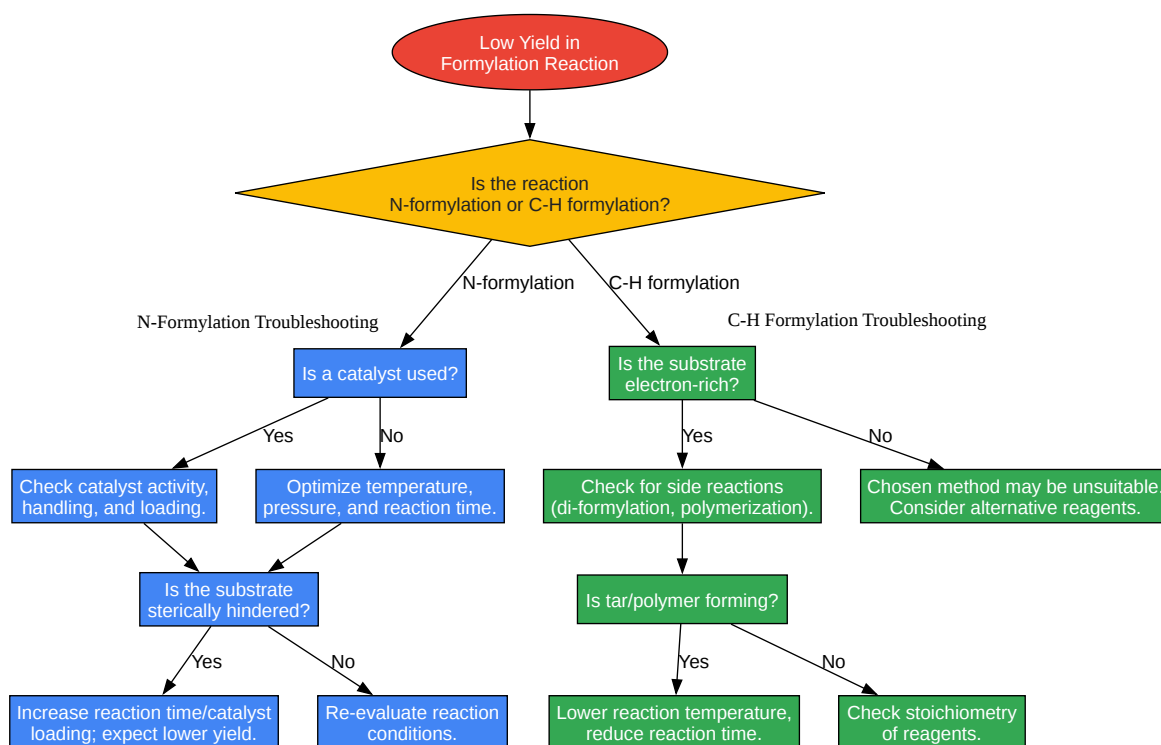 Low Yield in
Formylation Reaction
Is the reaction
N-formylation or C-H formylation?
N-formylation
C-H formylation
N-Formylation Troubleshooting
C-H Formylation Troubleshooting
Is a catalyst used?
Is the substrate
electron-rich?
Yes
No
Yes
No
Check catalyst activity,
handling, and loading.
Optimize temperature,
pressure, and reaction time.
Check for side reactions
(di-formylation, polymerization).
Chosen method may be unsuitable.
Consider alternative reagents.
Is the substrate
sterically hindered?
Is tar/polymer forming?
Yes
No
Yes
No
Increase reaction time/catalyst
loading; expect lower yield.
Re-evaluate reaction
conditions.
Lower reaction temperature,
reduce reaction time.
Check stoichiometry
of reagents.